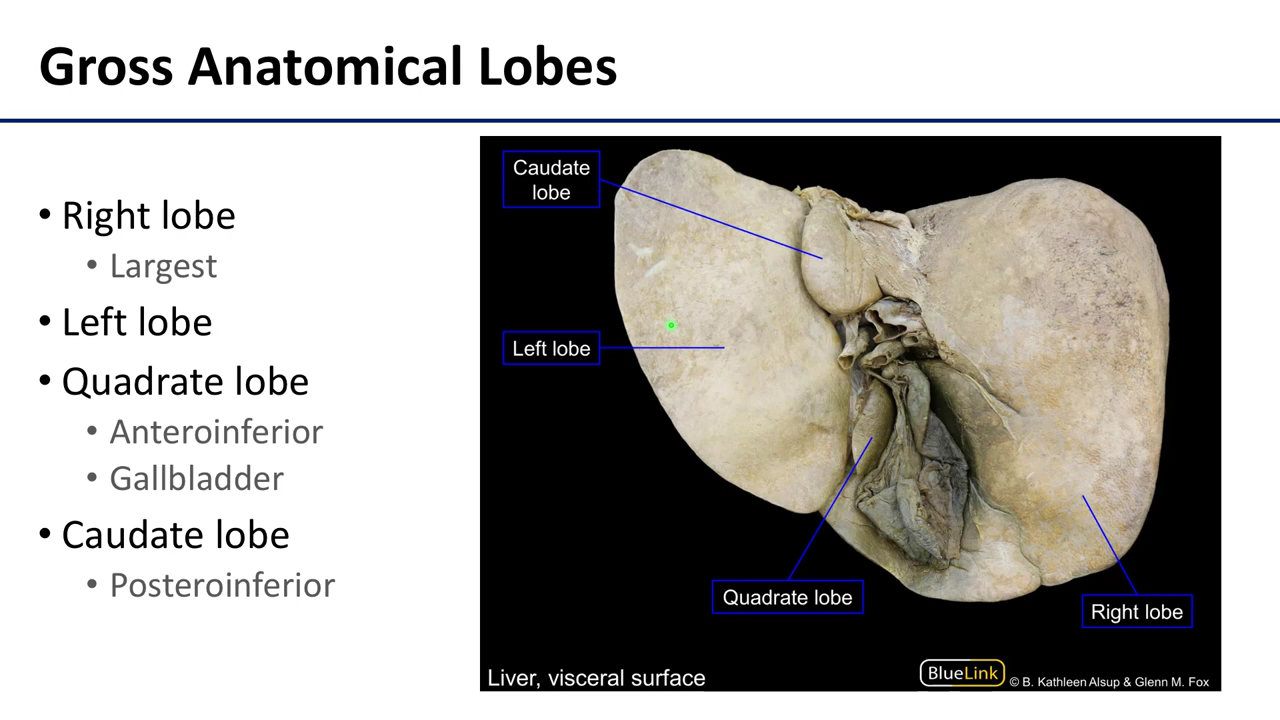 Gross Anatomical Lobes
• Right lobe
• Largest
• Left lobe
• Quadrate lobe
• Anteroinferior
• Gallbladder
• Caudate lobe
• Posteroinferior
Caudate
lobe
Left lobe
Quadrate lobe
Right lobe
Liver, visceral surface
BlueLink
© B. Kathleen Alsup & Glenn M. Fox